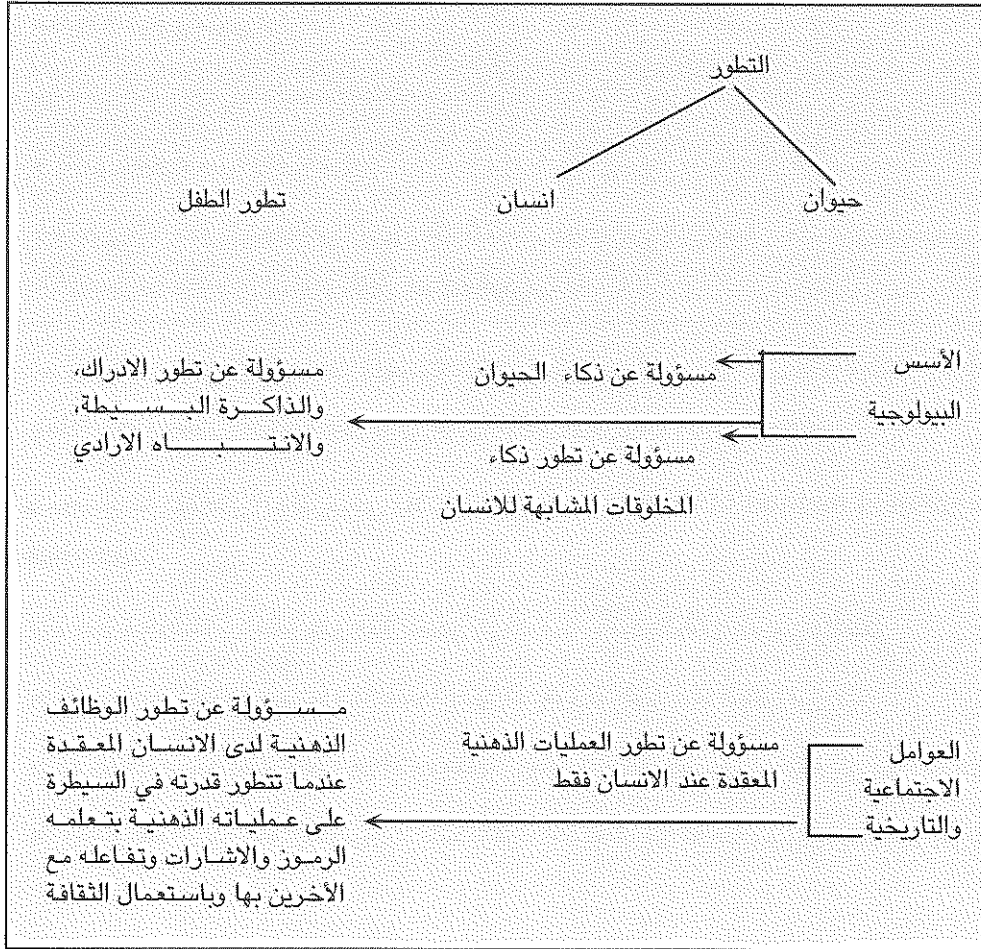 التطور
حيوان
انسان
تطور الطفل
الأسس
البيولوجية
مسؤولة عن ذكاء الحيوان
مسؤولة عن تطور ذكاء
المخلوقات المشابهة للانسان
مسؤولة عن تطور الادراك،
والذاكرة البسيطة،
والانتباه الارادي
العوامل
الاجتماعية
والتاريخية
مسؤولة عن تطور العمليات الذهنية
المعقدة عند الانسان فقط
مسؤولة عن تطور الوظائف
الذهنية لدى الانسان المعقدة
عندما تتطور قدرته في السيطرة
على عملياته الذهنية بتعلمه
الرموز والاشارات وتفاعله مع
الأخرين بها وباستعمال الثقافة